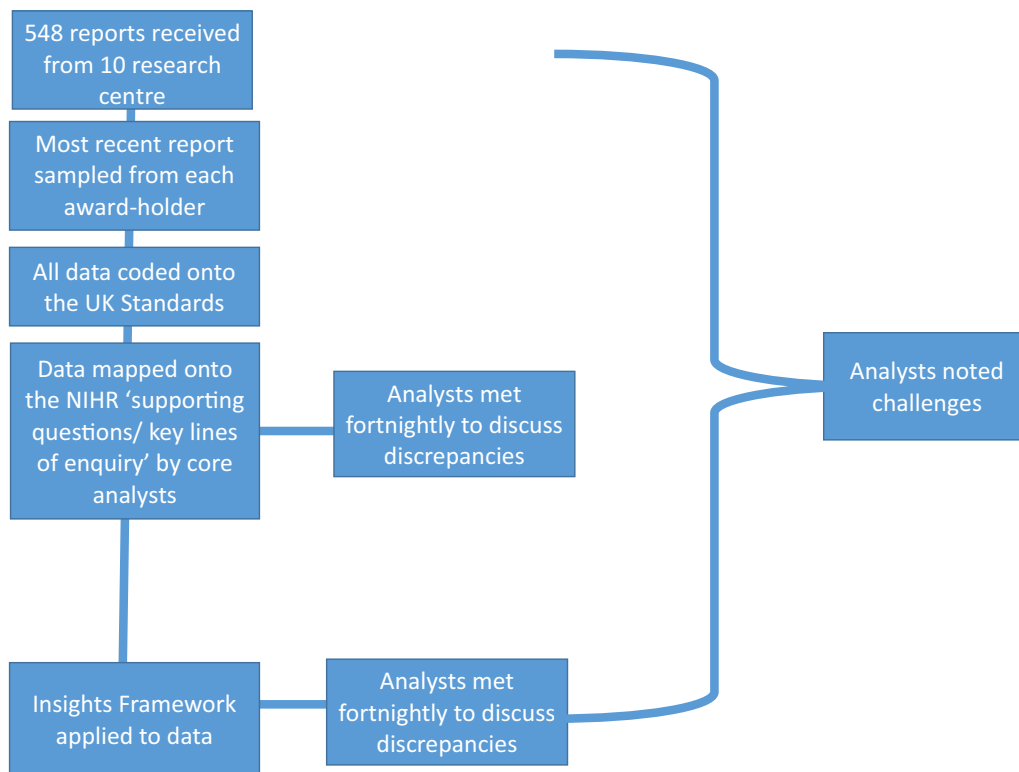 548 reports received
from 10 research
centre
Most recent report
sampled from each
award-holder
All data coded onto
the UK Standards
Data mapped onto
the NIHR ‘supporting
questions/ key lines
of enquiry’ by core
analysts
Analysts met
fortnightly to discuss
discrepancies
Analysts noted
challenges
Insights Framework
applied to data
Analysts met
fortnightly to discuss
discrepancies